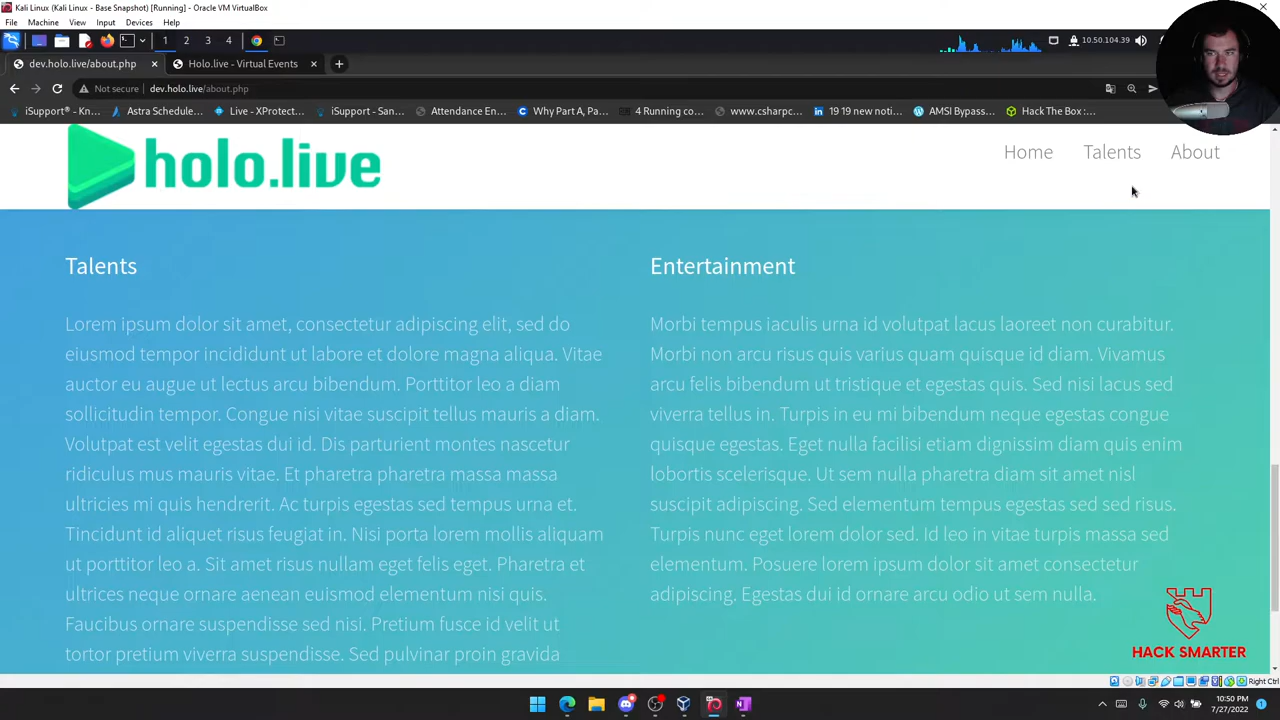 Kali Linux (Kali Linux - Base Snapshot) [Running] - Oracle VM VirtualBox
File Machine View Input Devices Help
1 2 3 4 10.50.104.39
dev.holo.live/about.php Holo.live - Virtual Events
Not secure dev.holo.live/about.php
iSupport® - Kn... Astra Schedule... Live - XProtect... iSupport - San... Attendance En... Why Part A, Pa... 4 Running co... www.csharpc... 19 19 new noti... AMSI Bypass... Hack The Box :...
holo.live Home Talents About
Talents
Lorem ipsum dolor sit amet, consectetur adipiscing elit, sed do
eiusmod tempor incididunt ut labore et dolore magna aliqua. Vitae
auctor eu augue ut lectus arcu bibendum. Porttitor leo a diam
sollicitudin tempor. Congue nisi vitae suscipit tellus mauris a diam.
Volutpat est velit egestas dui id. Dis parturient montes nascetur
ridiculus mus mauris vitae. Et pharetra pharetra massa massa
ultricies mi quis hendrerit. Ac turpis egestas sed tempus urna et.
Tincidunt id aliquet risus feugiat in. Nisi porta lorem mollis aliquam
ut porttitor leo a. Sit amet risus nullam eget felis eget. Pharetra et
ultrices neque ornare aenean euismod elementum nisi quis.
Faucibus ornare suspendisse sed nisi. Pretium fusce id velit ut
tortor pretium viverra suspendisse. Sed pulvinar proin gravida
Entertainment
Morbi tempus iaculis urna id volutpat lacus laoreet non curabitur.
Morbi non arcu risus quis varius quam quisque id diam. Vivamus
arcu felis bibendum ut tristique et egestas quis. Sed nisi lacus sed
viverra tellus in. Turpis in eu mi bibendum neque egestas congue
quisque egestas. Eget nulla facilisi etiam dignissim diam quis enim
lobortis scelerisque. Ut sem nulla pharetra diam sit amet nisl
suscipit adipiscing. Sed elementum tempus egestas sed sed risus.
Turpis nunc eget lorem dolor sed. Id leo in vitae turpis massa sed
elementum. Posuere lorem ipsum dolor sit amet consectetur
adipiscing. Egestas dui id ornare arcu odio ut sem nulla.
HACK SMARTER
Right Ctrl
10:50 PM
7/27/2022